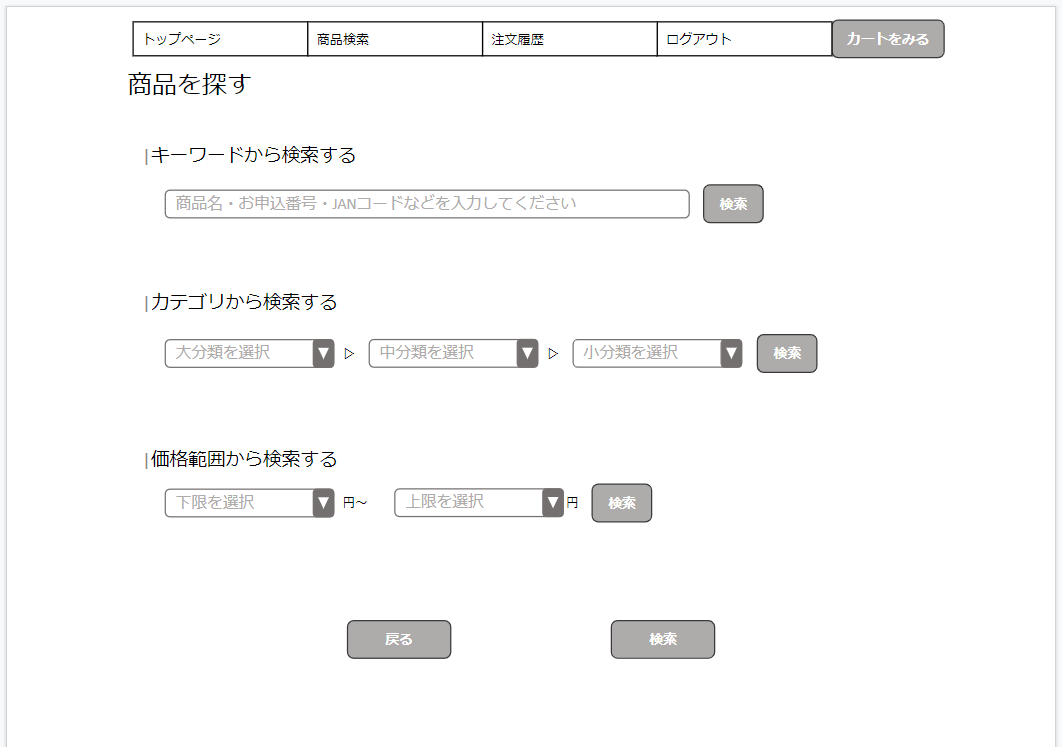 トップページ 商品検索 注文履歴 ログアウト カートをみる
商品を探す
|キーワードから検索する
商品名・お申込番号・JANコードなどを入力してください 検索
|カテゴリから検索する
大分類を選択 ▼ ▷ 中分類を選択 ▼ ▷ 小分類を選択 ▼ 検索
|価格範囲から検索する
下限を選択 ▼ 円～ 上限を選択 ▼ 円 検索
戻る 検索